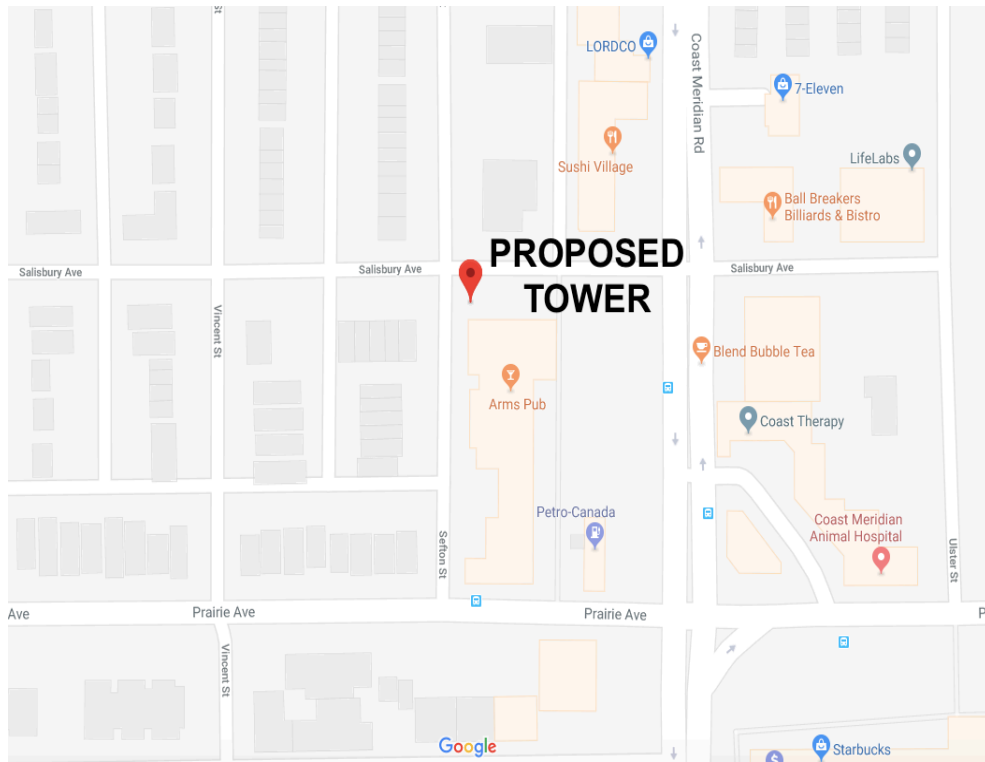 LORDCO
Coast Meridian Rd
7-Eleven
Sushi Village
LifeLabs
Ball Breakers
Billiards & Bistro
PROPOSED
TOWER
Salisbury Ave
Salisbury Ave
Salisbury Ave
Vincent St
Blend Bubble Tea
Arms Pub
Coast Therapy
Petro-Canada
Coast Meridian
Animal Hospital
Sefton St
Ulster St
Ave
Prairie Ave
Prairie Ave
P
Vincent St
Google
Starbucks
$